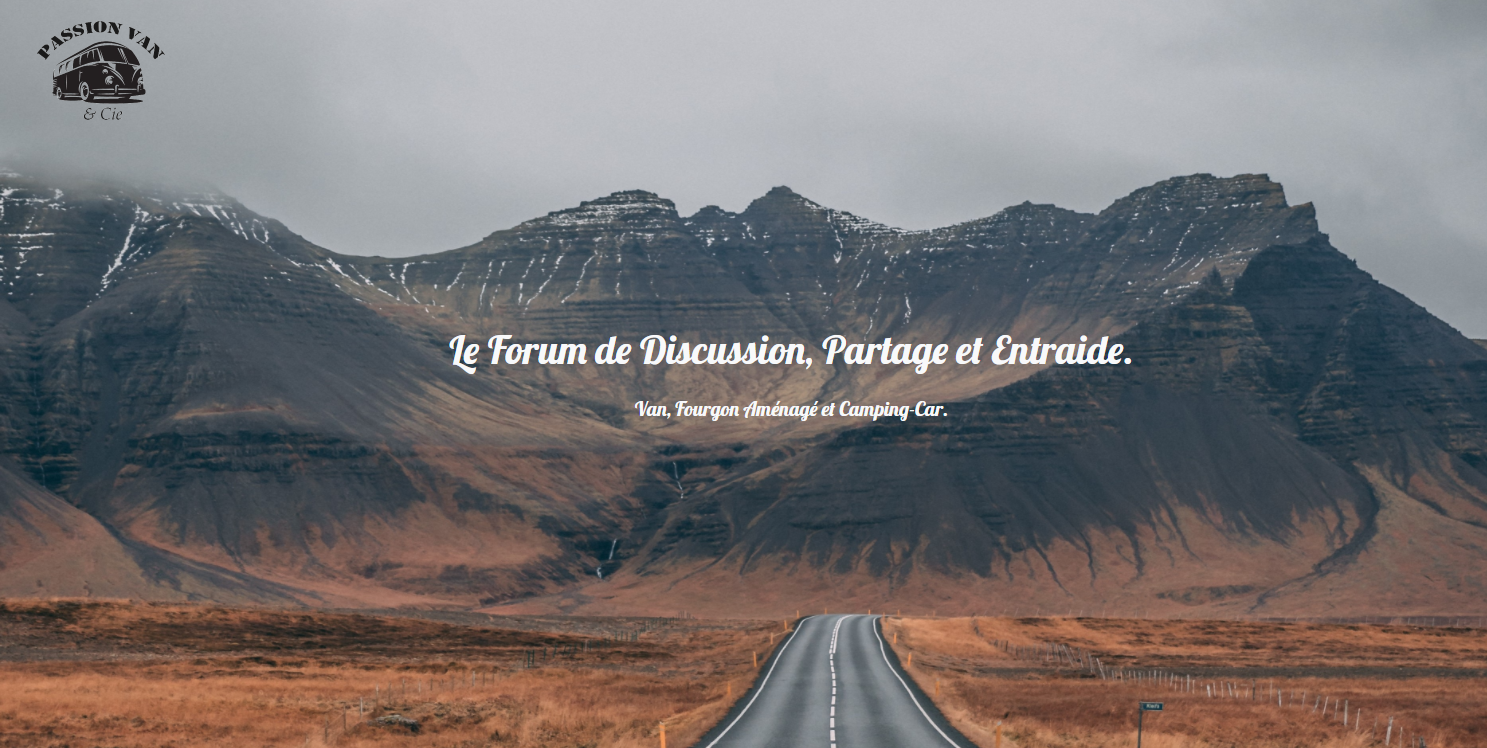 PASSION VAN
& Cie
Le Forum de Discussion, Partage et Entraide.
Van, Fourgon Aménagé et Camping-Car.